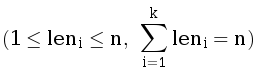 (1 ≤ len_i ≤ n, ∑_{i=1}^{k} len_i = n)